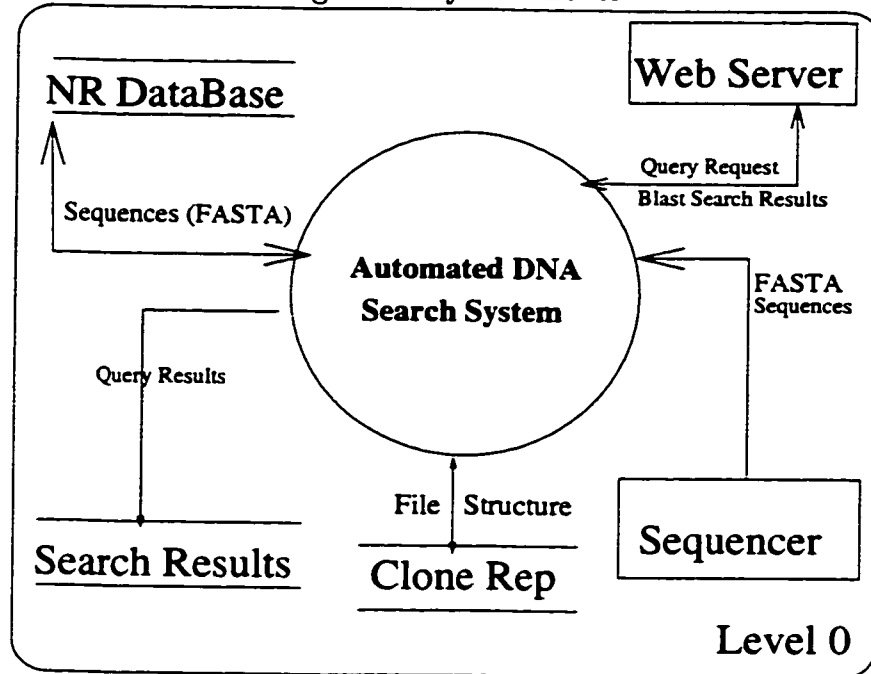 NR DataBase
Web Server
Query Request
Blast Search Results
Sequences (FASTA)
Automated DNA
Search System
FASTA
Sequences
Query Results
File Structure
Search Results
Clone Rep
Sequencer
Level 0